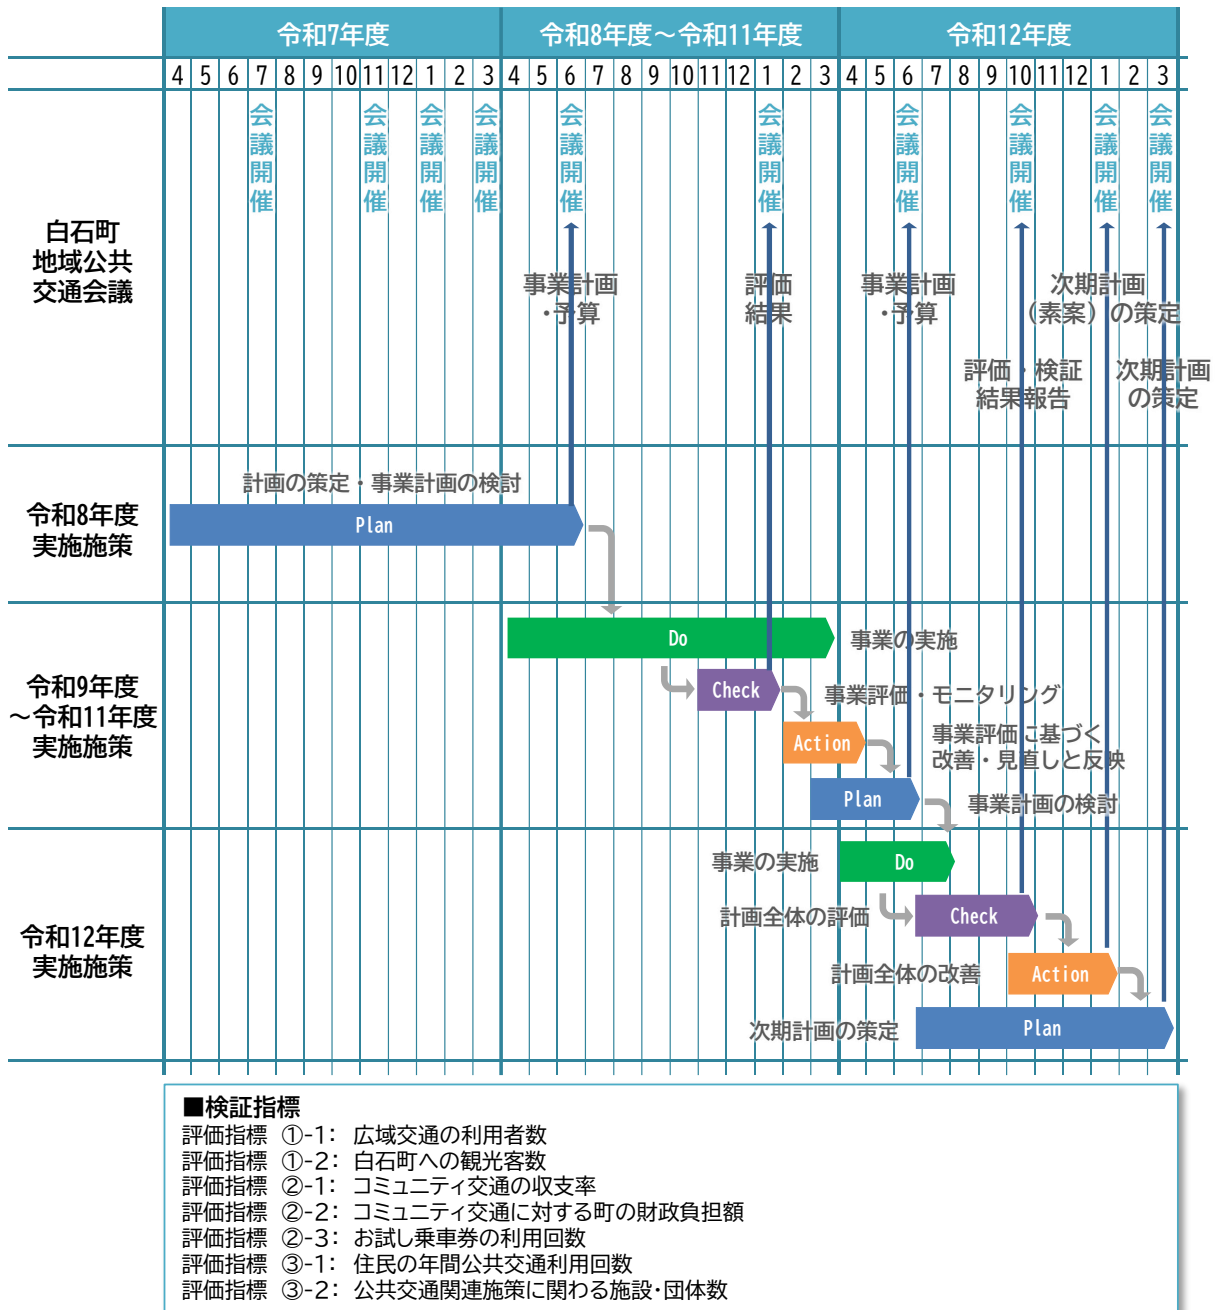 令和7年度
令和8年度～令和11年度
令和12年度
4 5 6 7 8 9 10 11 12 1 2 3 4 5 6 7 8 9 10 11 12 1 2 3 4 5 6 7 8 9 10 11 12 1 2 3
白石町
地域公共
交通会議
会議開催
会議開催
会議開催
会議開催
会議開催
会議開催
会議開催
会議開催
会議開催
会議開催
事業計画
・予算
評価
結果
事業計画
・予算
次期計画
（素案）の策定
評価・検証
結果報告
次期計画
の策定
令和8年度
実施施策
計画の策定・事業計画の検討
Plan
令和9年度
～令和11年度
実施施策
Do
事業の実施
Check
事業評価・モニタリング
Action
事業評価に基づく
改善・見直しと反映
Plan
事業計画の検討
令和12年度
実施施策
事業の実施
Do
計画全体の評価
Check
計画全体の改善
Action
次期計画の策定
Plan
■検証指標
評価指標 ①-1： 広域交通の利用者数
評価指標 ①-2： 白石町への観光客数
評価指標 ②-1： コミュニティ交通の収支率
評価指標 ②-2： コミュニティ交通に対する町の財政負担額
評価指標 ②-3： お試し乗車券の利用回数
評価指標 ③-1： 住民の年間公共交通利用回数
評価指標 ③-2： 公共交通関連施策に関わる施設・団体数